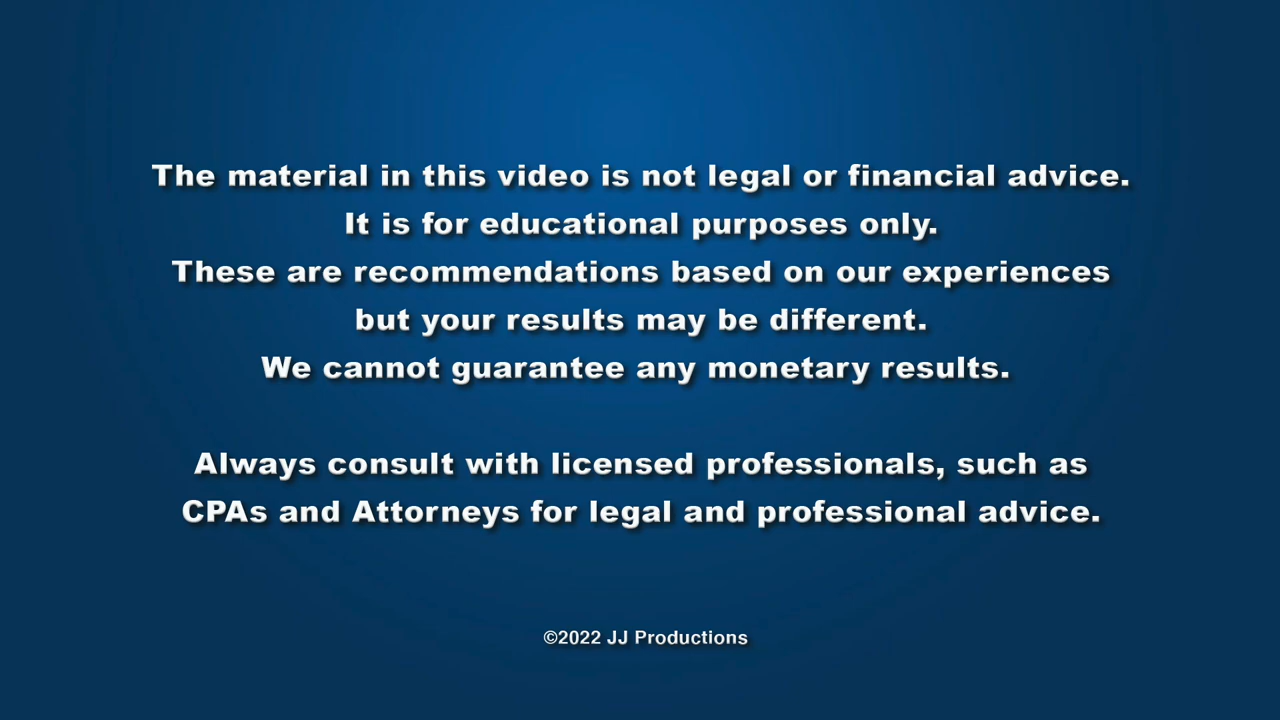 The material in this video is not legal or financial advice.
It is for educational purposes only.
These are recommendations based on our experiences
but your results may be different.
We cannot guarantee any monetary results.
Always consult with licensed professionals, such as
CPAs and Attorneys for legal and professional advice.
©2022 JJ Productions